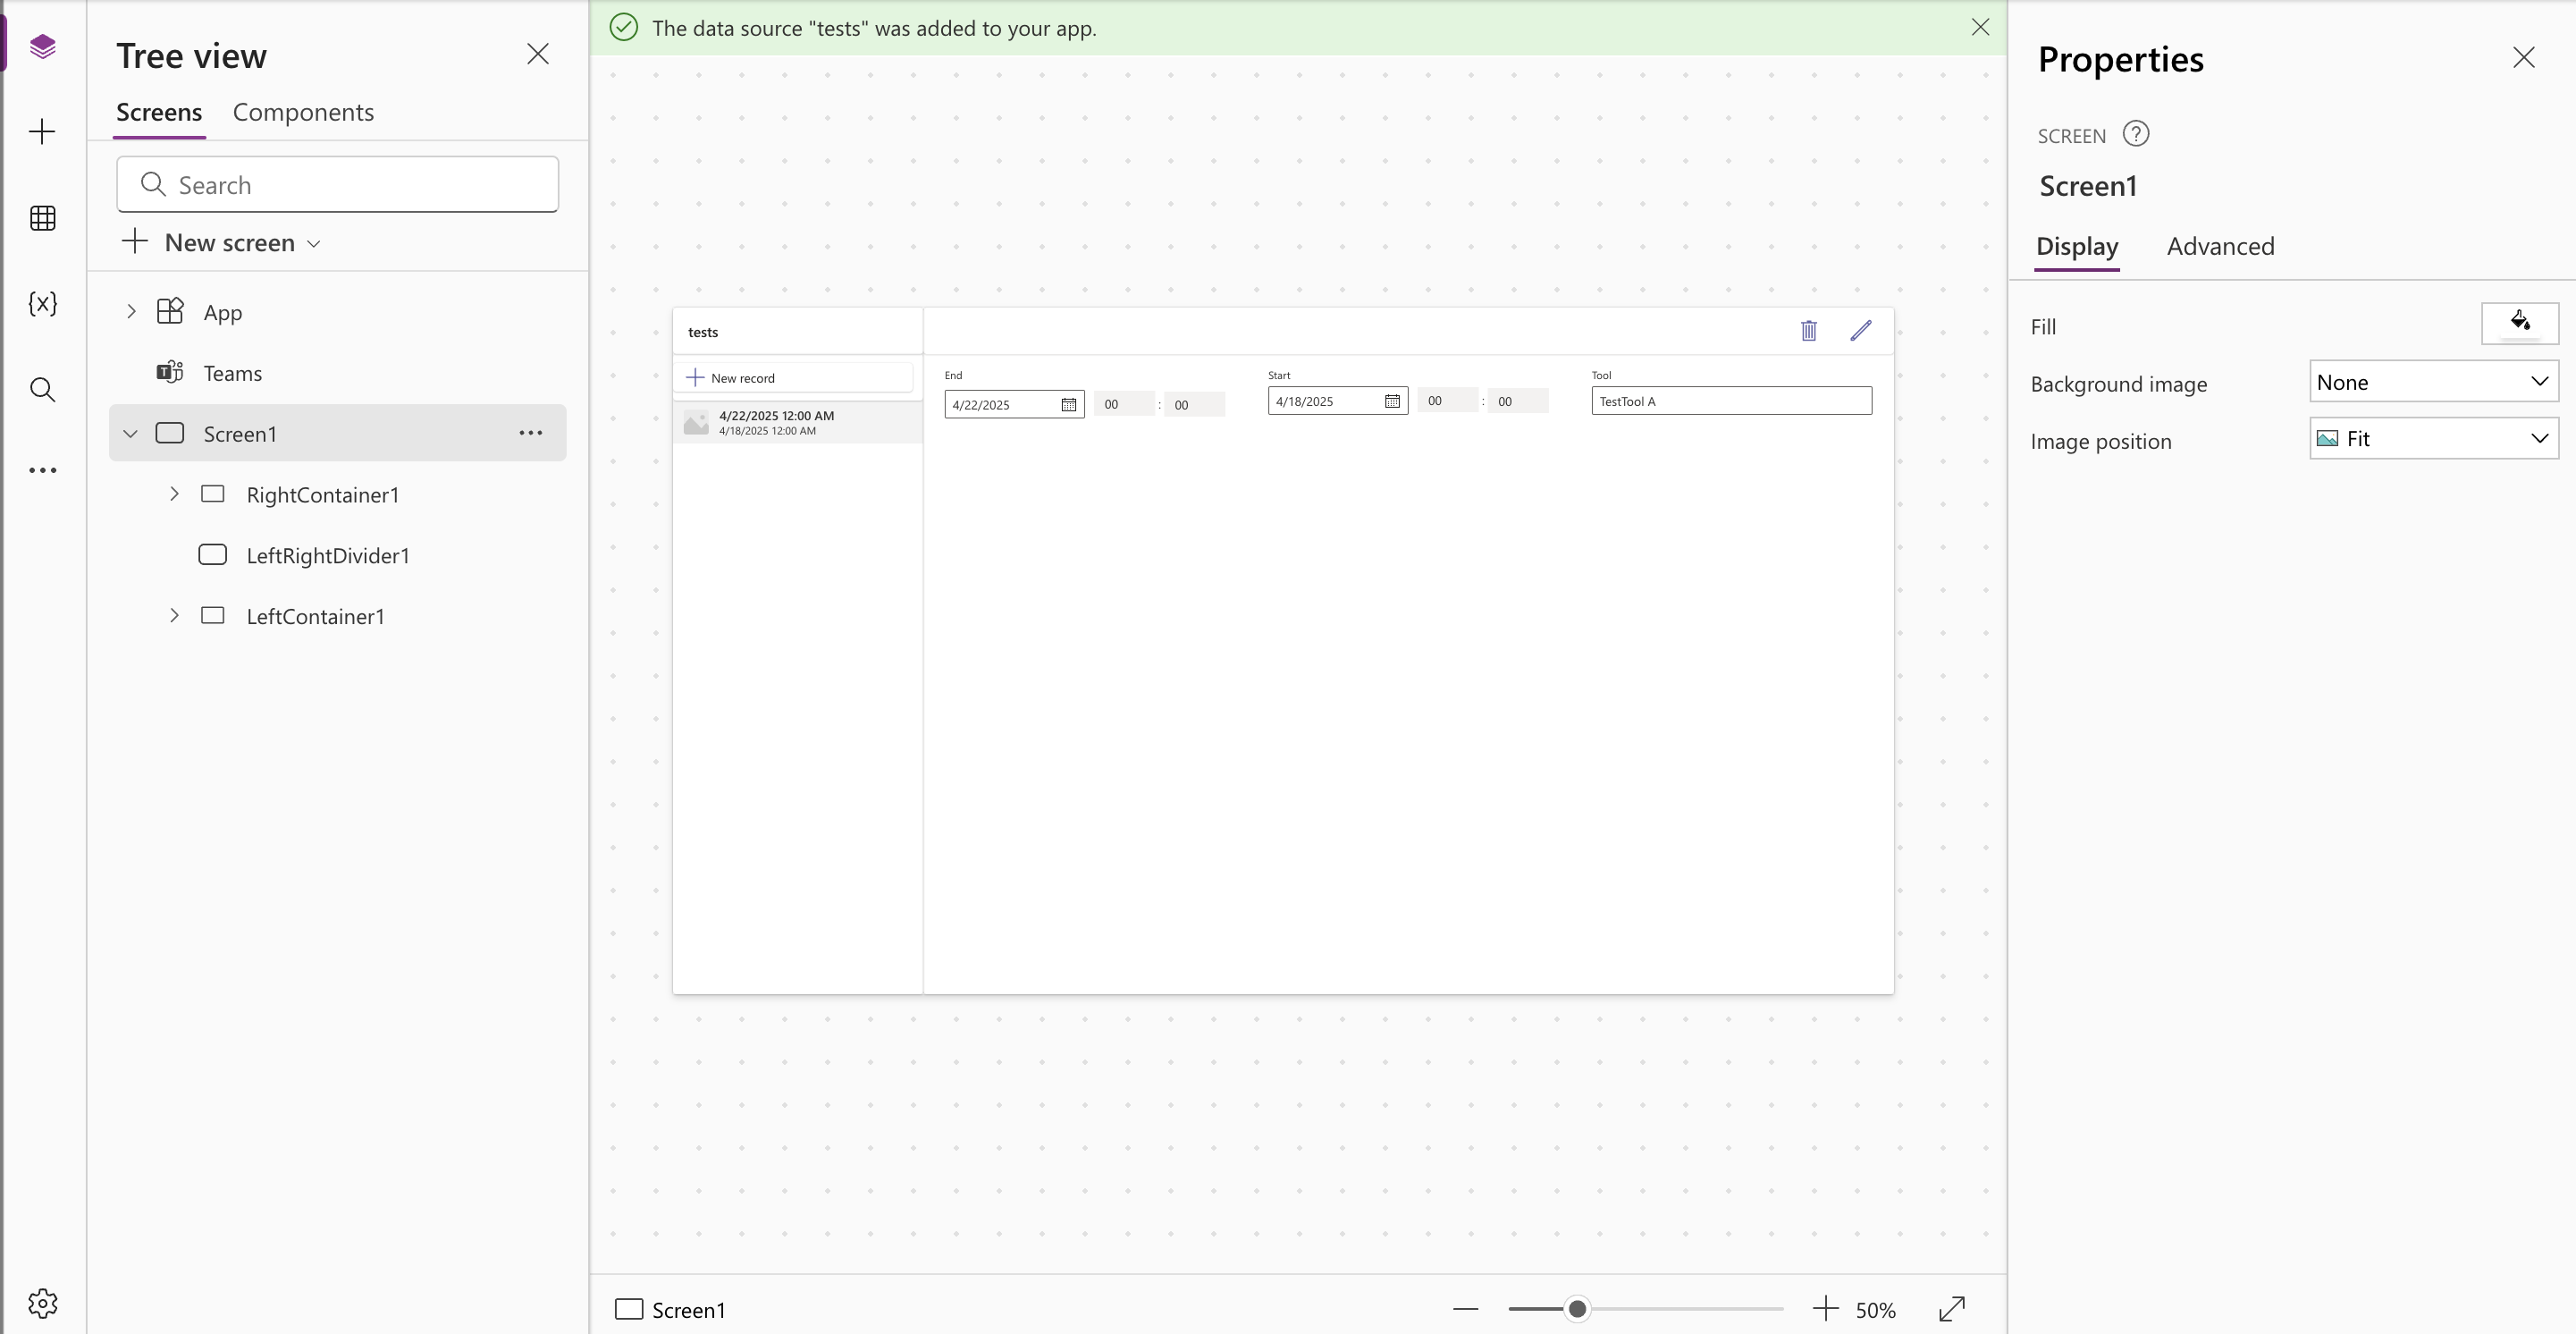 The data source "tests" was added to your app.
Tree view
Screens Components
Search
New screen
App
Teams
Screen1
RightContainer1
LeftRightDivider1
LeftContainer1
tests
New record
4/22/2025 12:00 AM
4/18/2025 12:00 AM
End
4/22/2025 00 : 00
Start
4/18/2025 00 : 00
Tool
TestTool A
Screen1
50%
Properties
SCREEN
Screen1
Display Advanced
Fill
Background image None
Image position Fit